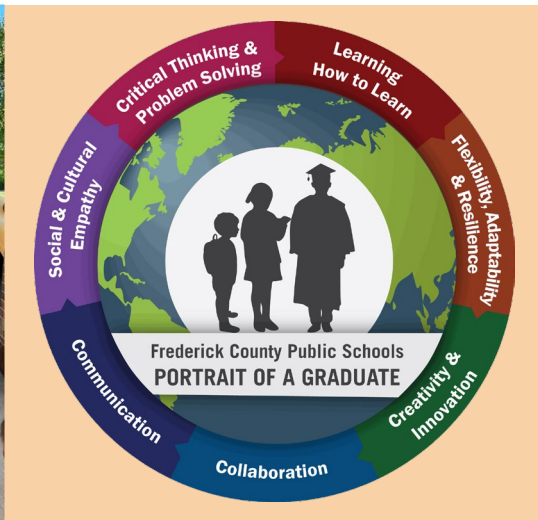 Critical Thinking &
Problem Solving
Learning
How to Learn
Flexibility, Adaptability
& Resilience
Creativity &
Innovation
Collaboration
Communication
Social & Cultural
Empathy
Frederick County Public Schools
PORTRAIT OF A GRADUATE